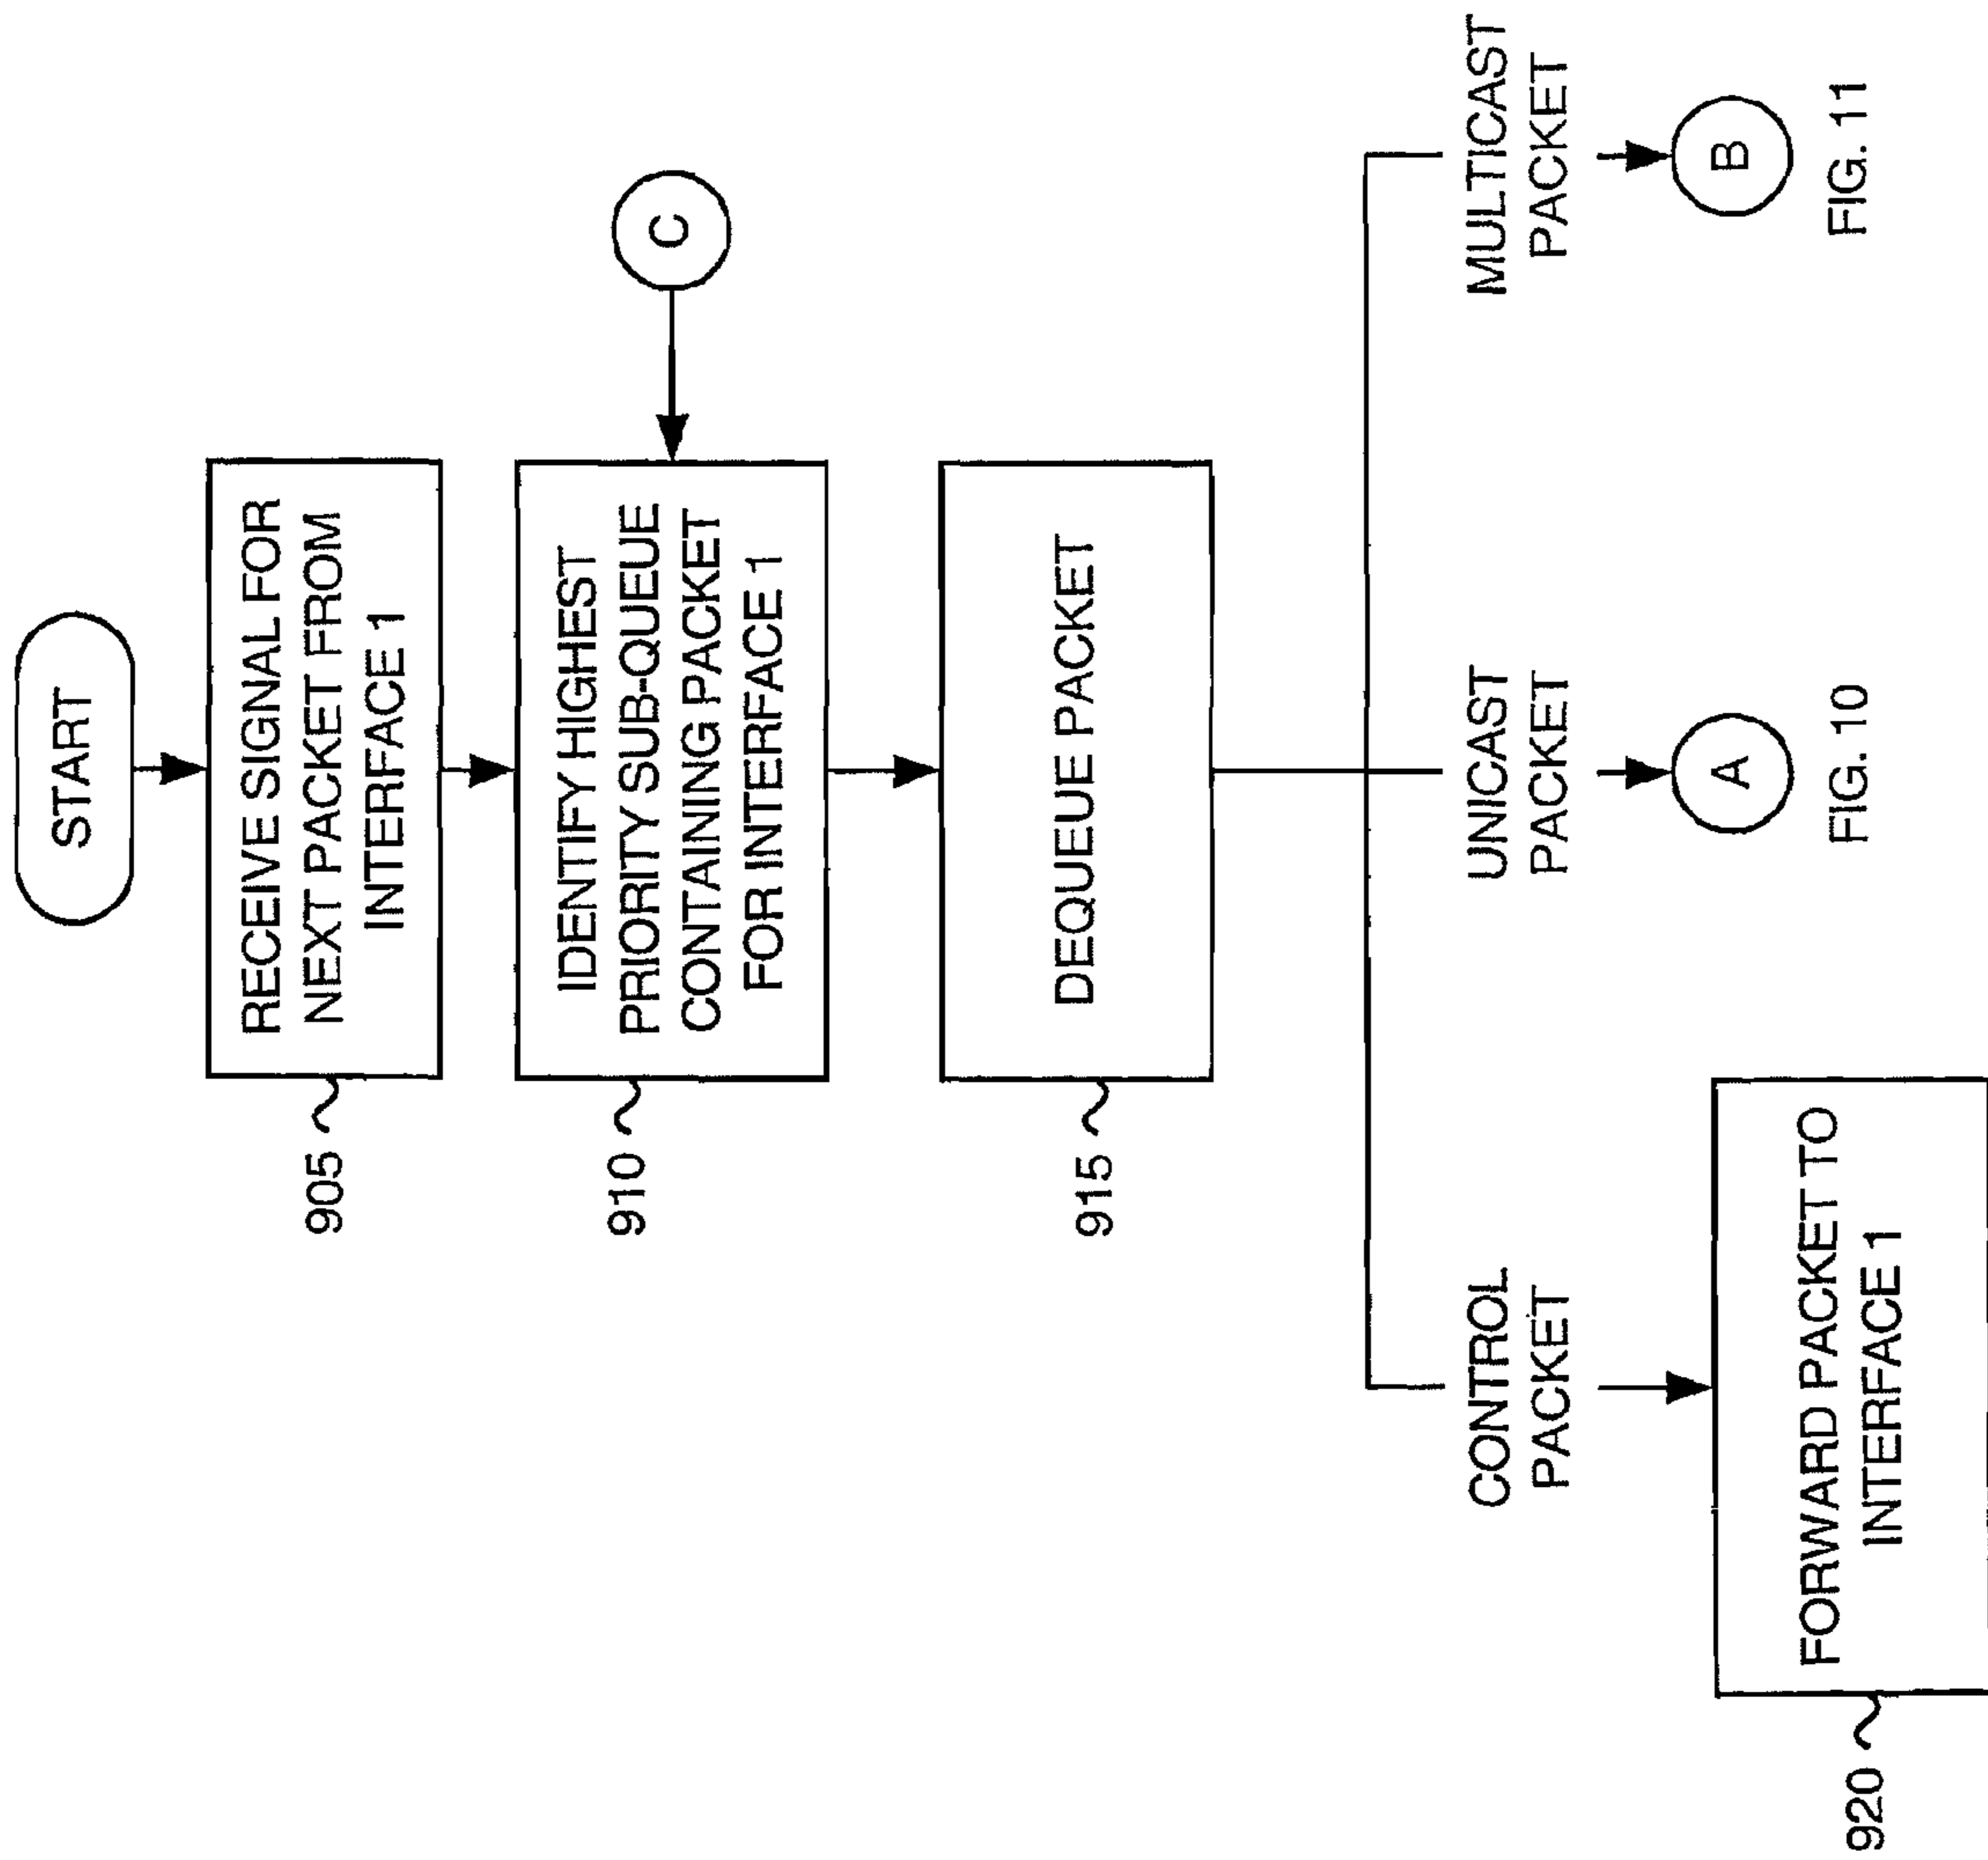 START
RECEIVE SIGNAL FOR
NEXT PACKET FROM
INTERFACE 1
905
IDENTIFY HIGHEST
PRIORITY SUB-QUEUE
CONTAINING PACKET
FOR INTERFACE 1
910
C
DEQUEUE PACKET
915
CONTROL
PACKET
UNICAST
PACKET
MULTICAST
PACKET
FORWARD PACKET TO
INTERFACE 1
920
A
FIG. 10
B
FIG. 11